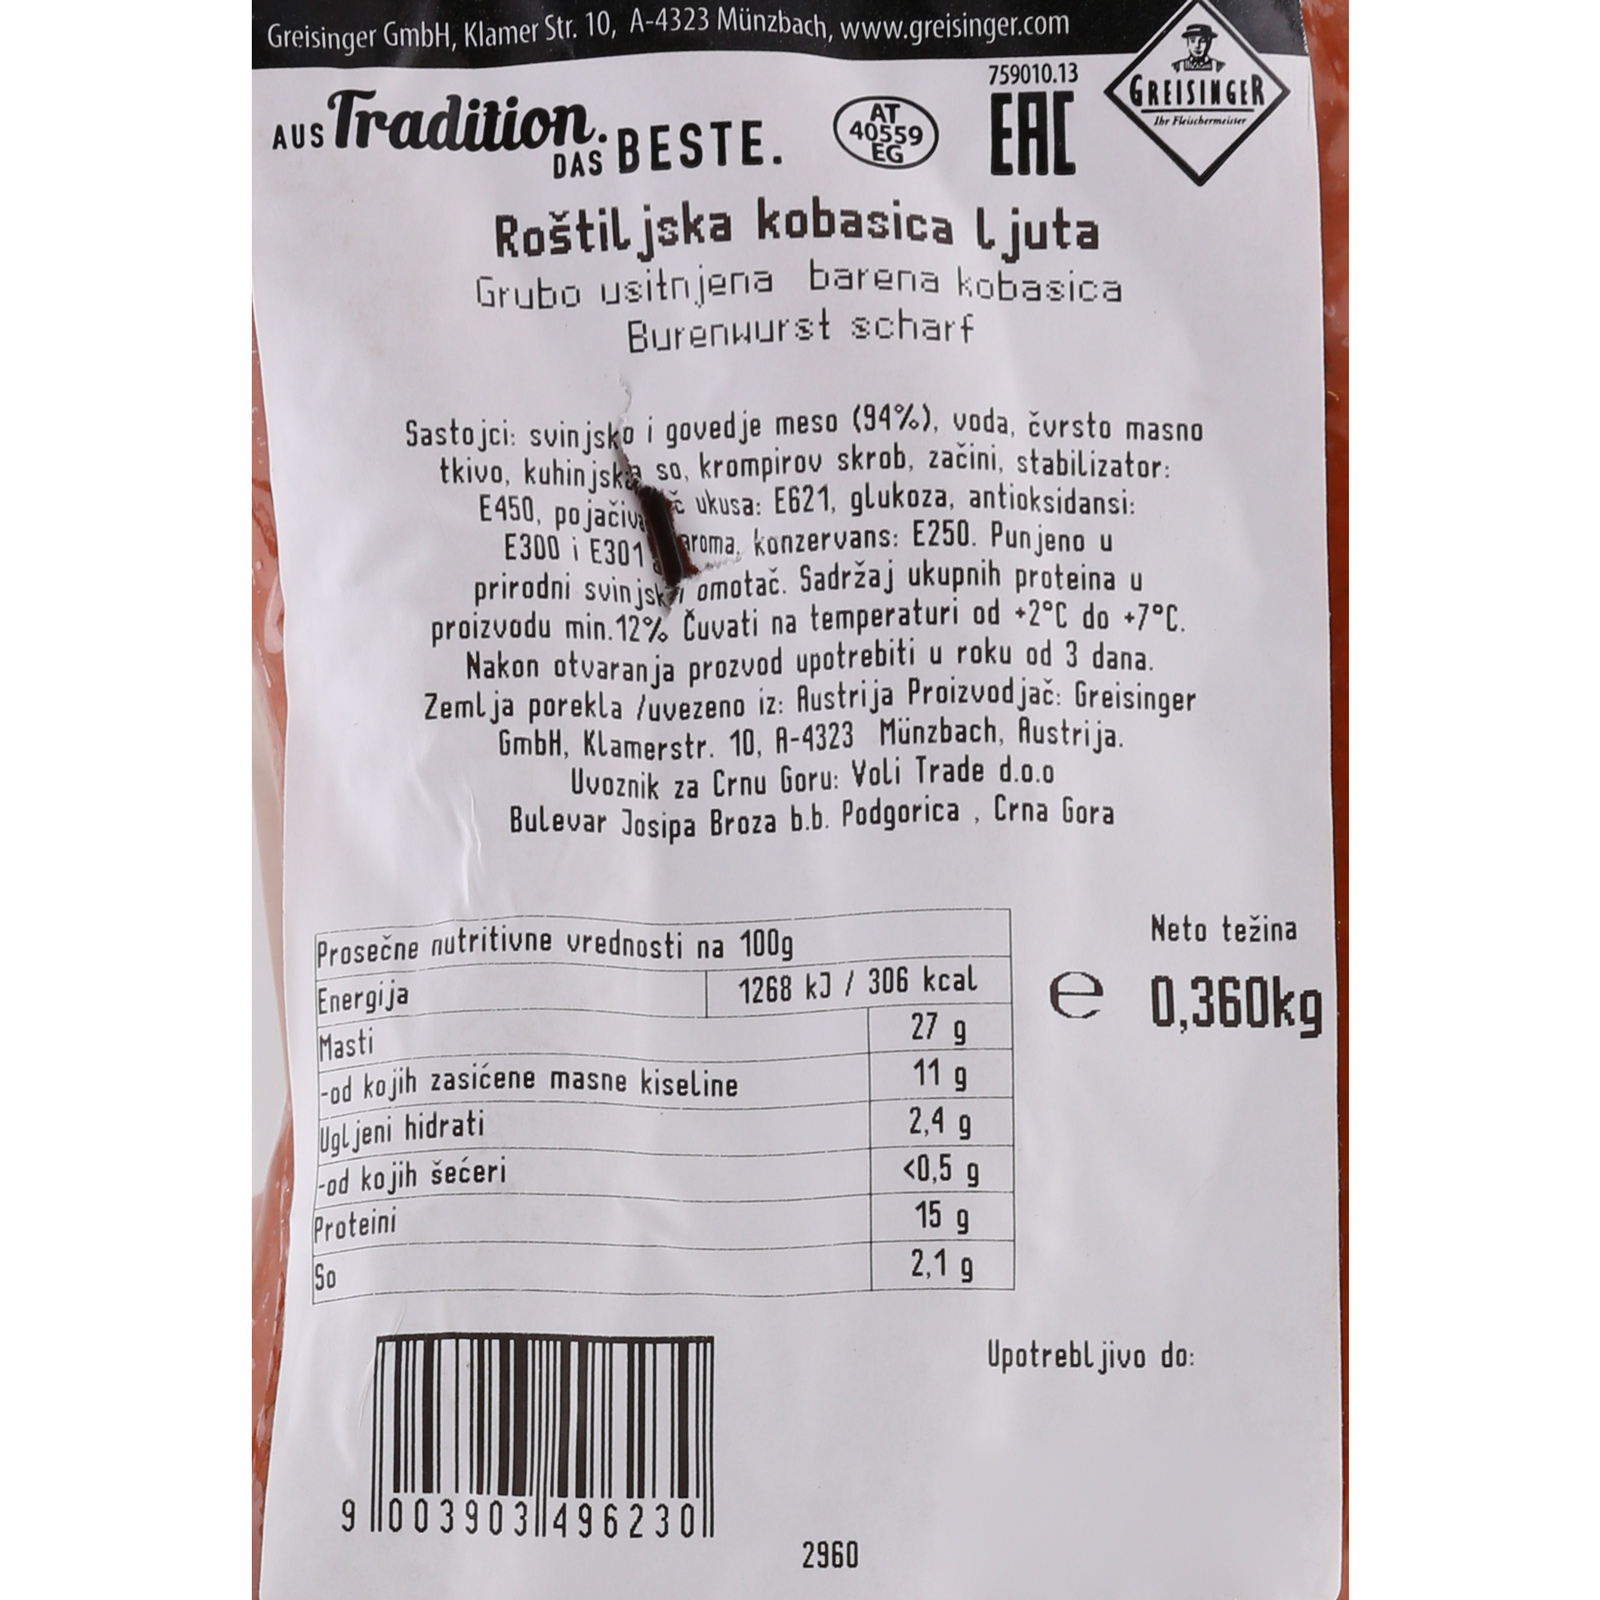 Greisinger GmbH, Klamer Str. 10, A-4323 Münzbach, www.greisinger.com
AUS Tradition. DAS BESTE.
AT
40559
EG
759010.13
EAC
GREISINGER
Ihr Fleischermeister
Roštiljska kobasica ljuta
Grubo usitnjena barena kobasica
Burenwurst scharf
Sastojci: svinjsko i govedje meso (94%), voda, čvrsto masno
tkivo, kuhinjska so, krompirov skrob, začini, stabilizator:
E450, ukusa: E621, glukoza, antioksidansi:
E300 i E301 aroma, konzervans: E250. Punjeno u
prirodni svinjski omotač. Sadržaj ukupnih proteina u
proizvodu min.12% Čuvati na temperaturi od +2°C do +7°C.
Nakon otvaranja prozvod upotrebiti u roku od 3 dana.
Zemlja porekla /uvezeno iz: Austrija Proizvodjač: Greisinger
GmbH, Klamerstr. 10, A-4323 Münzbach, Austrija.
Uvoznik za Crnu Goru: Voli Trade d.o.o
Bulevar Josipa Broza b.b. Podgorica , Crna Gora
Prosečne nutritivne vrednosti na 100g
Energija 1268 kJ / 306 kcal
Masti 27 g
-od kojih zasićene masne kiseline 11 g
Ugljeni hidrati 2,4 g
-od kojih šećeri <0,5 g
Proteini 15 g
So 2,1 g
Neto težina
e 0,360kg
Upotrebljivo do:
9 003903 496230
2960